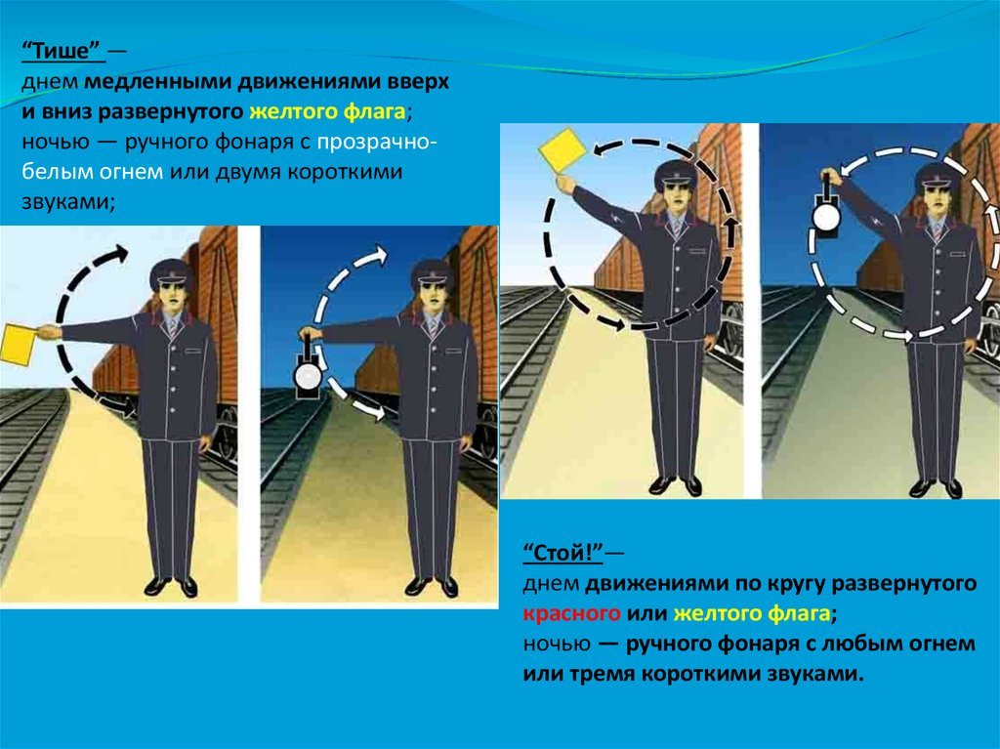 “Тише” —
днем медленными движениями вверх
и вниз развернутого желтого флага;
ночью — ручного фонаря с прозрачно-
белым огнем или двумя короткими
звуками;
“Стой!”—
днем движениями по кругу развернутого
красного или желтого флага;
ночью — ручного фонаря с любым огнем
или тремя короткими звуками.